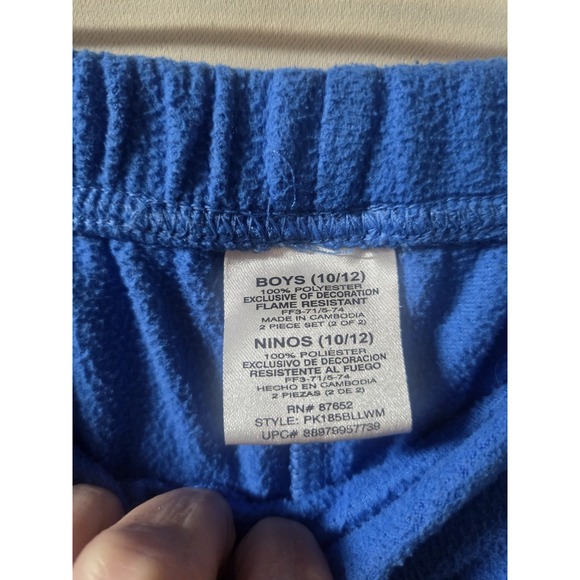 BOYS (10/12)
100% POLYESTER
EXCLUSIVE OF DECORATION
FLAME RESISTANT
FF3-71/5-74
MADE IN CAMBODIA
2 PIECE SET (2 OF 2)
NINOS (10/12)
100% POLIÉSTER
EXCLUSIVO DE DECORACION
RESISTENTE AL FUEGO
FF3-71/5-74
HECHO EN CAMBODIA
2 PIEZAS (2 DE 2)
RN# 87652
STYLE: PK185BLLWM
UPC# 88979957739